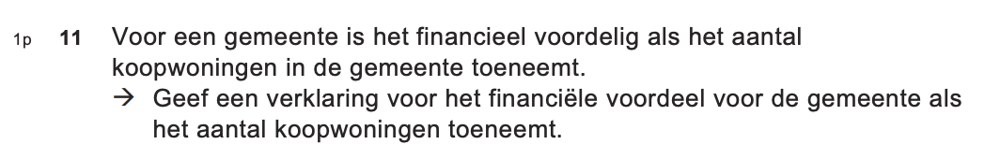 1p 11 Voor een gemeente is het financieel voordelig als het aantal
koopwoningen in de gemeente toeneemt.
→ Geef een verklaring voor het financiële voordeel voor de gemeente als
het aantal koopwoningen toeneemt.